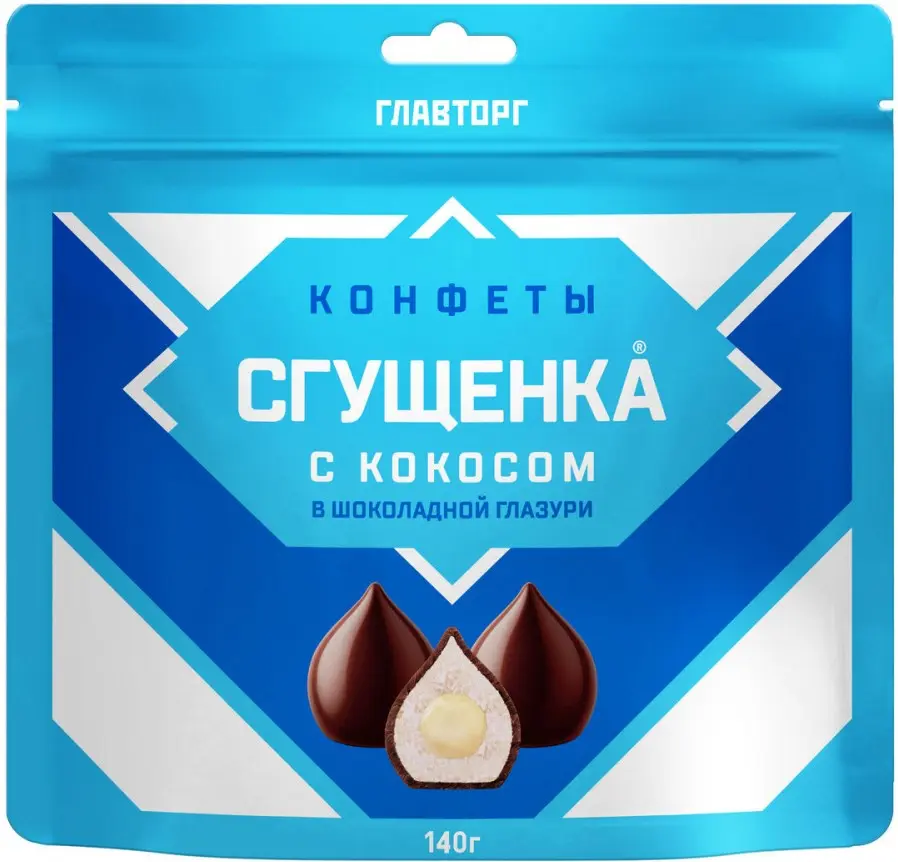 ГЛАВТОРГ
КОНФЕТЫ
СГУЩЕНКА®
С КОКОСОМ
В ШОКОЛАДНОЙ ГЛАЗУРИ
140г